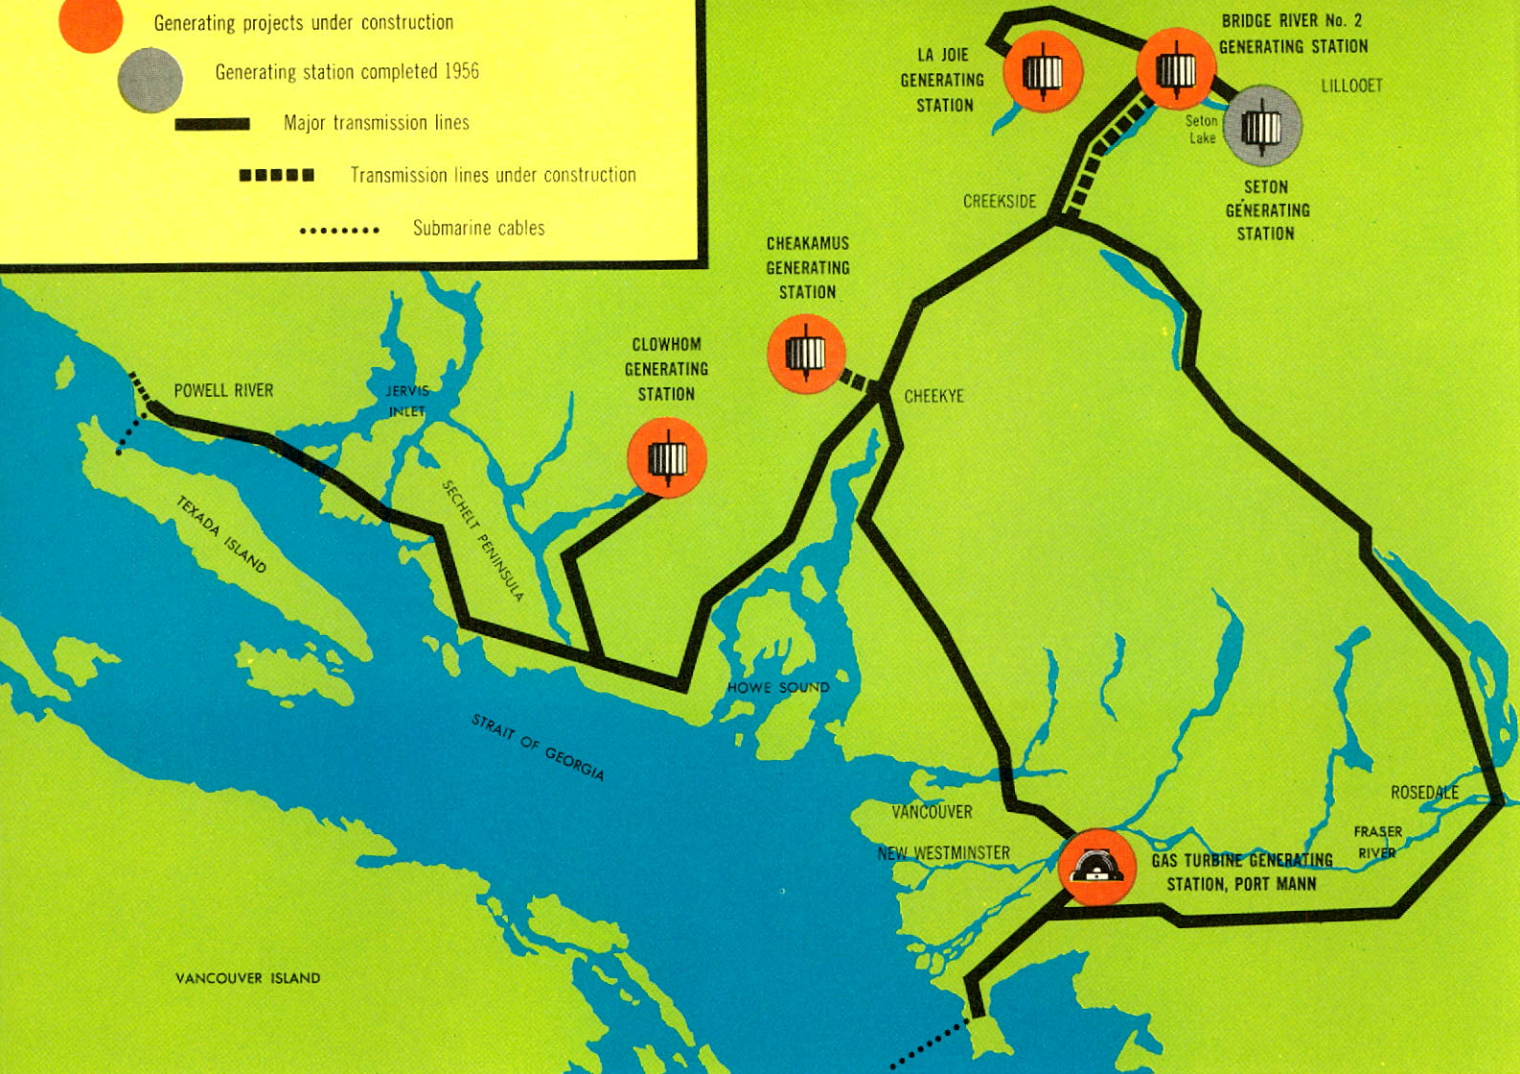 Generating projects under construction
Generating station completed 1956
Major transmission lines
Transmission lines under construction
Submarine cables
BRIDGE RIVER No. 2
GENERATING STATION
LA JOIE
GENERATING
STATION
LILLOOET
Seton
Lake
SETON
GENERATING
STATION
CREEKSIDE
CHEAKAMUS
GENERATING
STATION
CLOWHOM
GENERATING
STATION
CHEEKYE
POWELL RIVER
JERVIS
INLET
SECHELT PENINSULA
TEXADA ISLAND
HOWE SOUND
STRAIT OF GEORGIA
VANCOUVER
NEW WESTMINSTER
ROSEDALE
FRASER
RIVER
GAS TURBINE GENERATING
STATION, PORT MANN
VANCOUVER ISLAND